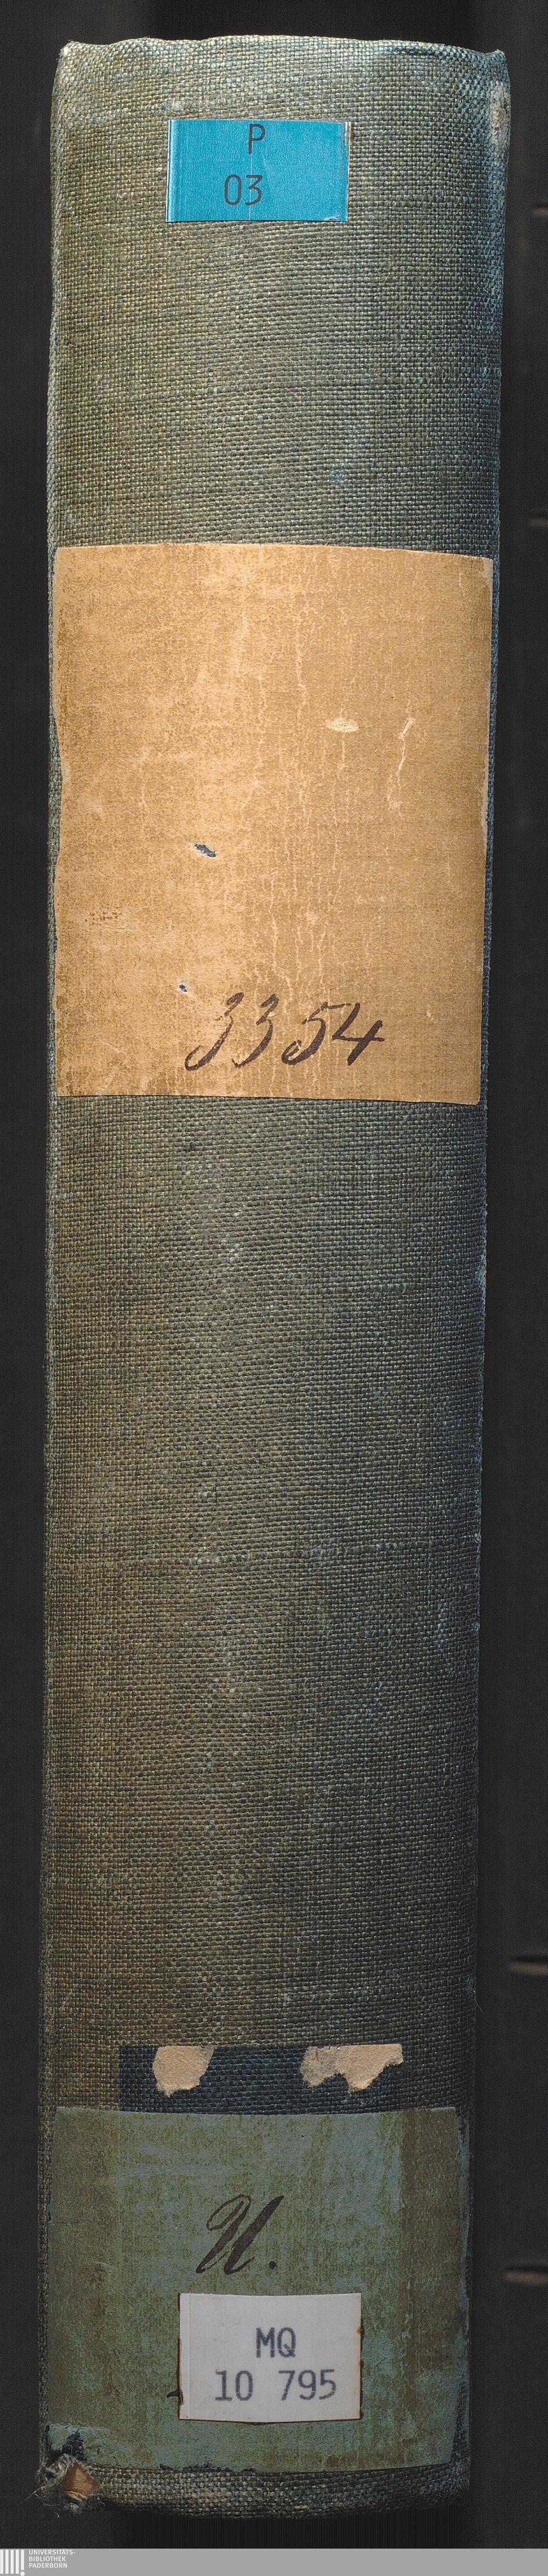 P
03
3354
U.
MQ
10 795
UNIVERSITÄTS-
BIBLIOTHEK
PADERBORN